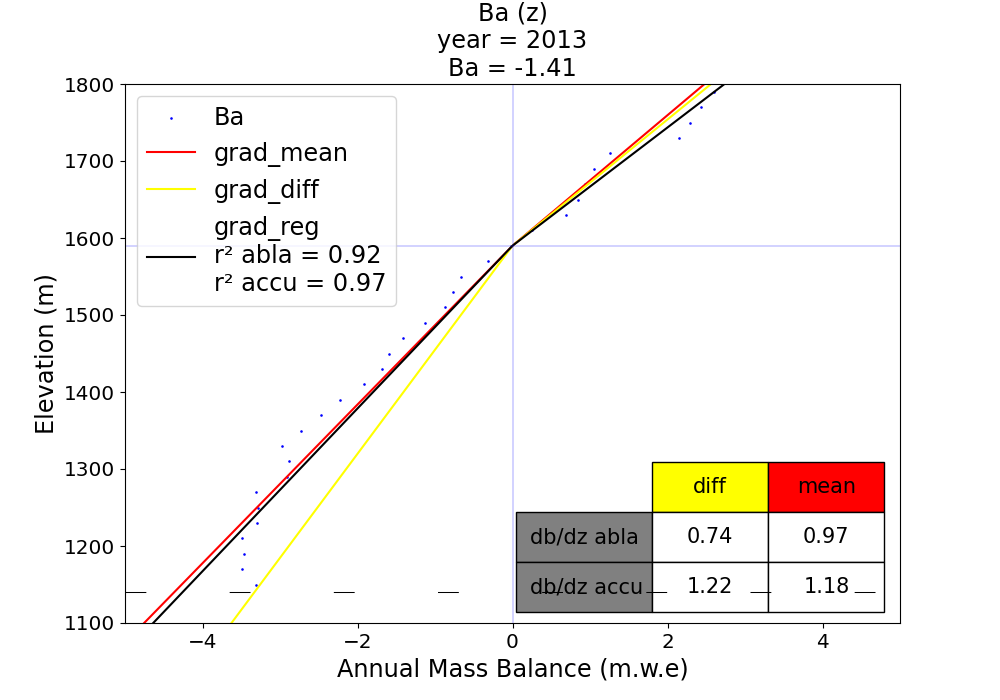 Ba (z)
year = 2013
Ba = -1.41
1800
1700
1600
1500
1400
1300
1200
1100
Elevation (m)
Ba
grad_mean
grad_diff
grad_reg
r² abla = 0.92
r² accu = 0.97
diff mean
db/dz abla 0.74 0.97
db/dz accu 1.22 1.18
−4 −2 0 2 4
Annual Mass Balance (m.w.e)